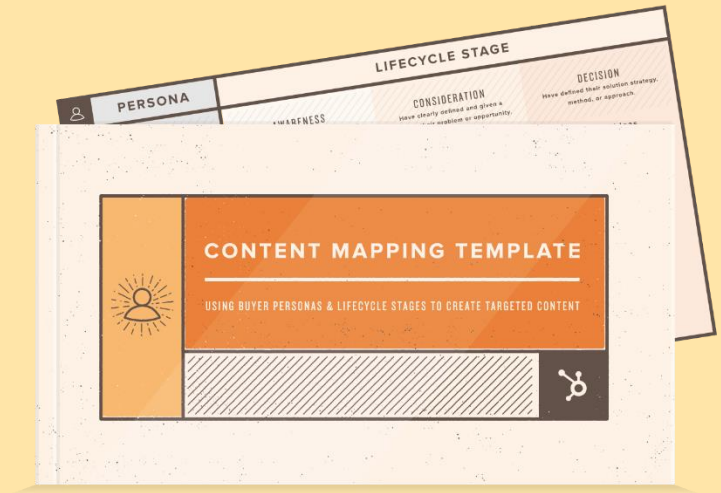 LIFECYCLE STAGE
PERSONA
AWARENESS
CONSIDERATION
Have clearly defined and given a
problem or opportunity.
DECISION
Have defined their solution strategy,
method, or approach.
CONTENT MAPPING TEMPLATE
USING BUYER PERSONAS & LIFECYCLE STAGES TO CREATE TARGETED CONTENT